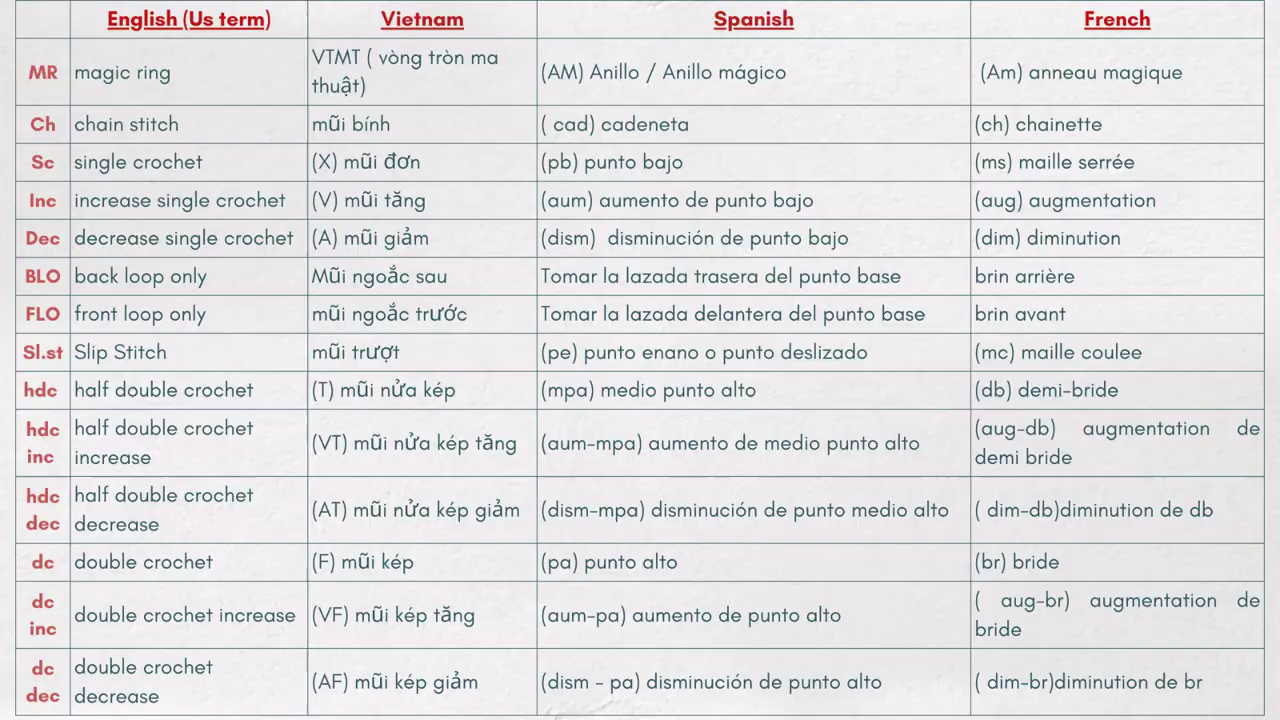 English (Us term) Vietnam Spanish French
MR magic ring VTMT ( vòng tròn ma thuật) (AM) Anillo / Anillo mágico (Am) anneau magique
Ch chain stitch mũi bính ( cad) cadeneta (ch) chainette
Sc single crochet (X) mũi đơn (pb) punto bajo (ms) maille serrée
Inc increase single crochet (V) mũi tăng (aum) aumento de punto bajo (aug) augmentation
Dec decrease single crochet (A) mũi giảm (dism) disminución de punto bajo (dim) diminution
BLO back loop only Mũi ngoắc sau Tomar la lazada trasera del punto base brin arrière
FLO front loop only mũi ngoắc trước Tomar la lazada delantera del punto base brin avant
Sl.st Slip Stitch mũi trượt (pe) punto enano o punto deslizado (mc) maille coulee
hdc half double crochet (T) mũi nửa kép (mpa) medio punto alto (db) demi-bride
hdc inc half double crochet increase (VT) mũi nửa kép tăng (aum-mpa) aumento de medio punto alto (aug-db) augmentation de demi bride
hdc dec half double crochet decrease (AT) mũi nửa kép giảm (dism-mpa) disminución de punto medio alto ( dim-db)diminution de db
dc double crochet (F) mũi kép (pa) punto alto (br) bride
dc inc double crochet increase (VF) mũi kép tăng (aum-pa) aumento de punto alto ( aug-br) augmentation de bride
dc dec double crochet decrease (AF) mũi kép giảm (dism - pa) disminución de punto alto ( dim-br)diminution de br